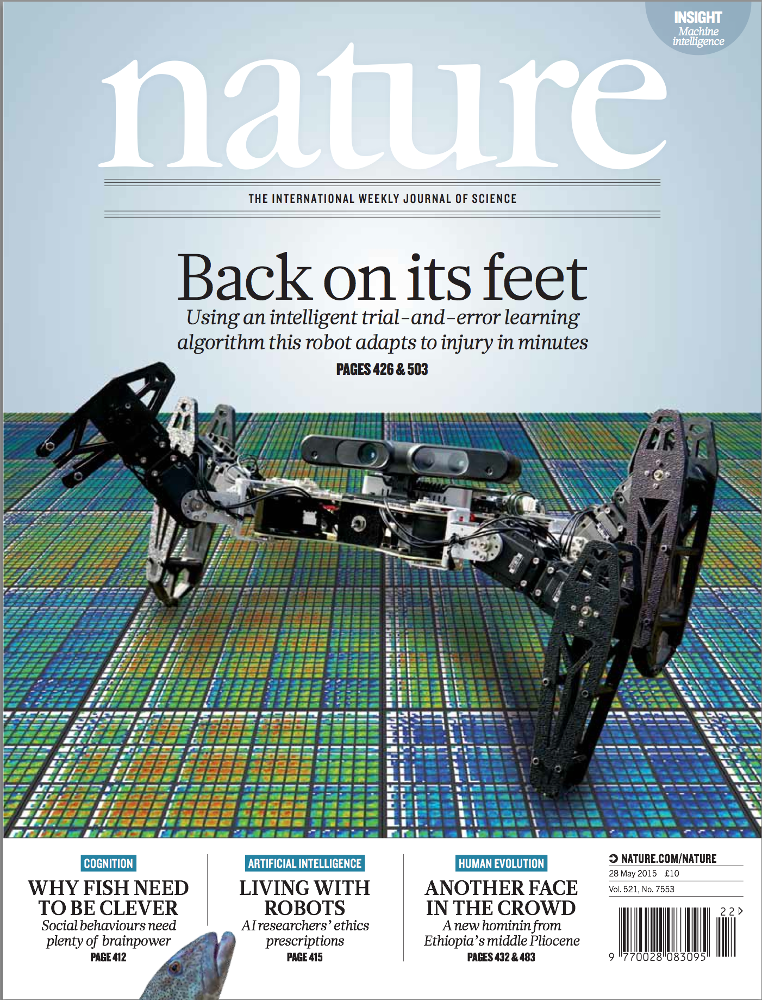 INSIGHT
Machine
intelligence
nature
THE INTERNATIONAL WEEKLY JOURNAL OF SCIENCE
Back on its feet
Using an intelligent trial-and-error learning
algorithm this robot adapts to injury in minutes
PAGES 426 & 503
COGNITION
WHY FISH NEED
TO BE CLEVER
Social behaviours need
plenty of brainpower
PAGE 412
ARTIFICIAL INTELLIGENCE
LIVING WITH
ROBOTS
AI researchers' ethics
prescriptions
PAGE 415
HUMAN EVOLUTION
ANOTHER FACE
IN THE CROWD
A new hominin from
Ethiopia's middle Pliocene
PAGES 432 & 483
NATURE.COM/NATURE
28 May 2015 £10
Vol. 521, No. 7553
22
9 770028 083095